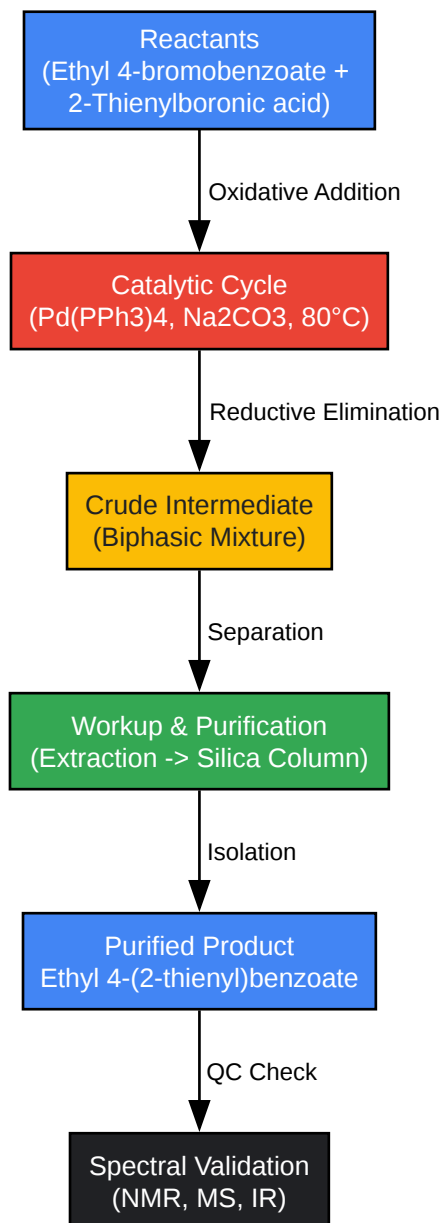 Reactants
(Ethyl 4-bromobenzoate +
2-Thienylboronic acid)
Oxidative Addition
Catalytic Cycle
(Pd(PPh3)4, Na2CO3, 80°C)
Reductive Elimination
Crude Intermediate
(Biphasic Mixture)
Separation
Workup & Purification
(Extraction -> Silica Column)
Isolation
Purified Product
Ethyl 4-(2-thienyl)benzoate
QC Check
Spectral Validation
(NMR, MS, IR)